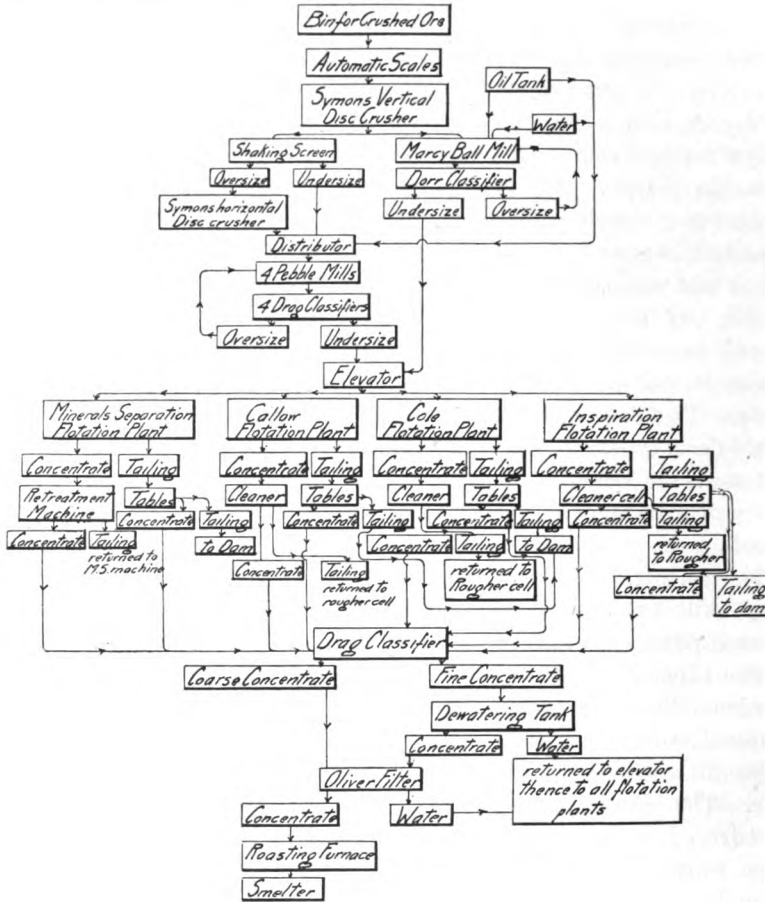 Bin for Crushed Ore
Automatic Scales
Symons Vertical
Disc Crusher
Oil Tank
Water
Shaking Screen
Marcy Ball Mill
Oversize
Undersize
Dorr Classifier
Symons horizontal
Disc crusher
Undersize
Oversize
Distributor
4 Pebble Mills
4 Drag Classifiers
Oversize
Undersize
Elevator
Minerals Separation
Flotation Plant
Callow
Flotation Plant
Cole
Flotation Plant
Inspiration
Flotation Plant
Concentrate
Tailing
Concentrate
Tailing
Concentrate
Tailing
Concentrate
Tailing
Retreatment
Machine
Tables
Cleaner
Tables
Cleaner
Tables
Cleaner cell
Tables
Concentrate
Tailing
Concentrate
Tailing
Concentrate
Tailing
Concentrate
Tailing
Concentrate
Tailing
returned to
M.S. machine
to Dam
Concentrate
Tailing
to Dam
returned to
Rougher
Concentrate
Tailing
returned to
rougher cell
returned to
Rougher cell
Concentrate
Tailing
to dam
Drag Classifier
Coarse Concentrate
Fine Concentrate
Dewatering Tank
Concentrate
Water
Oliver Filter
returned to elevator
thence to all flotation
plants
Concentrate
Water
Roasting Furnace
Smelter